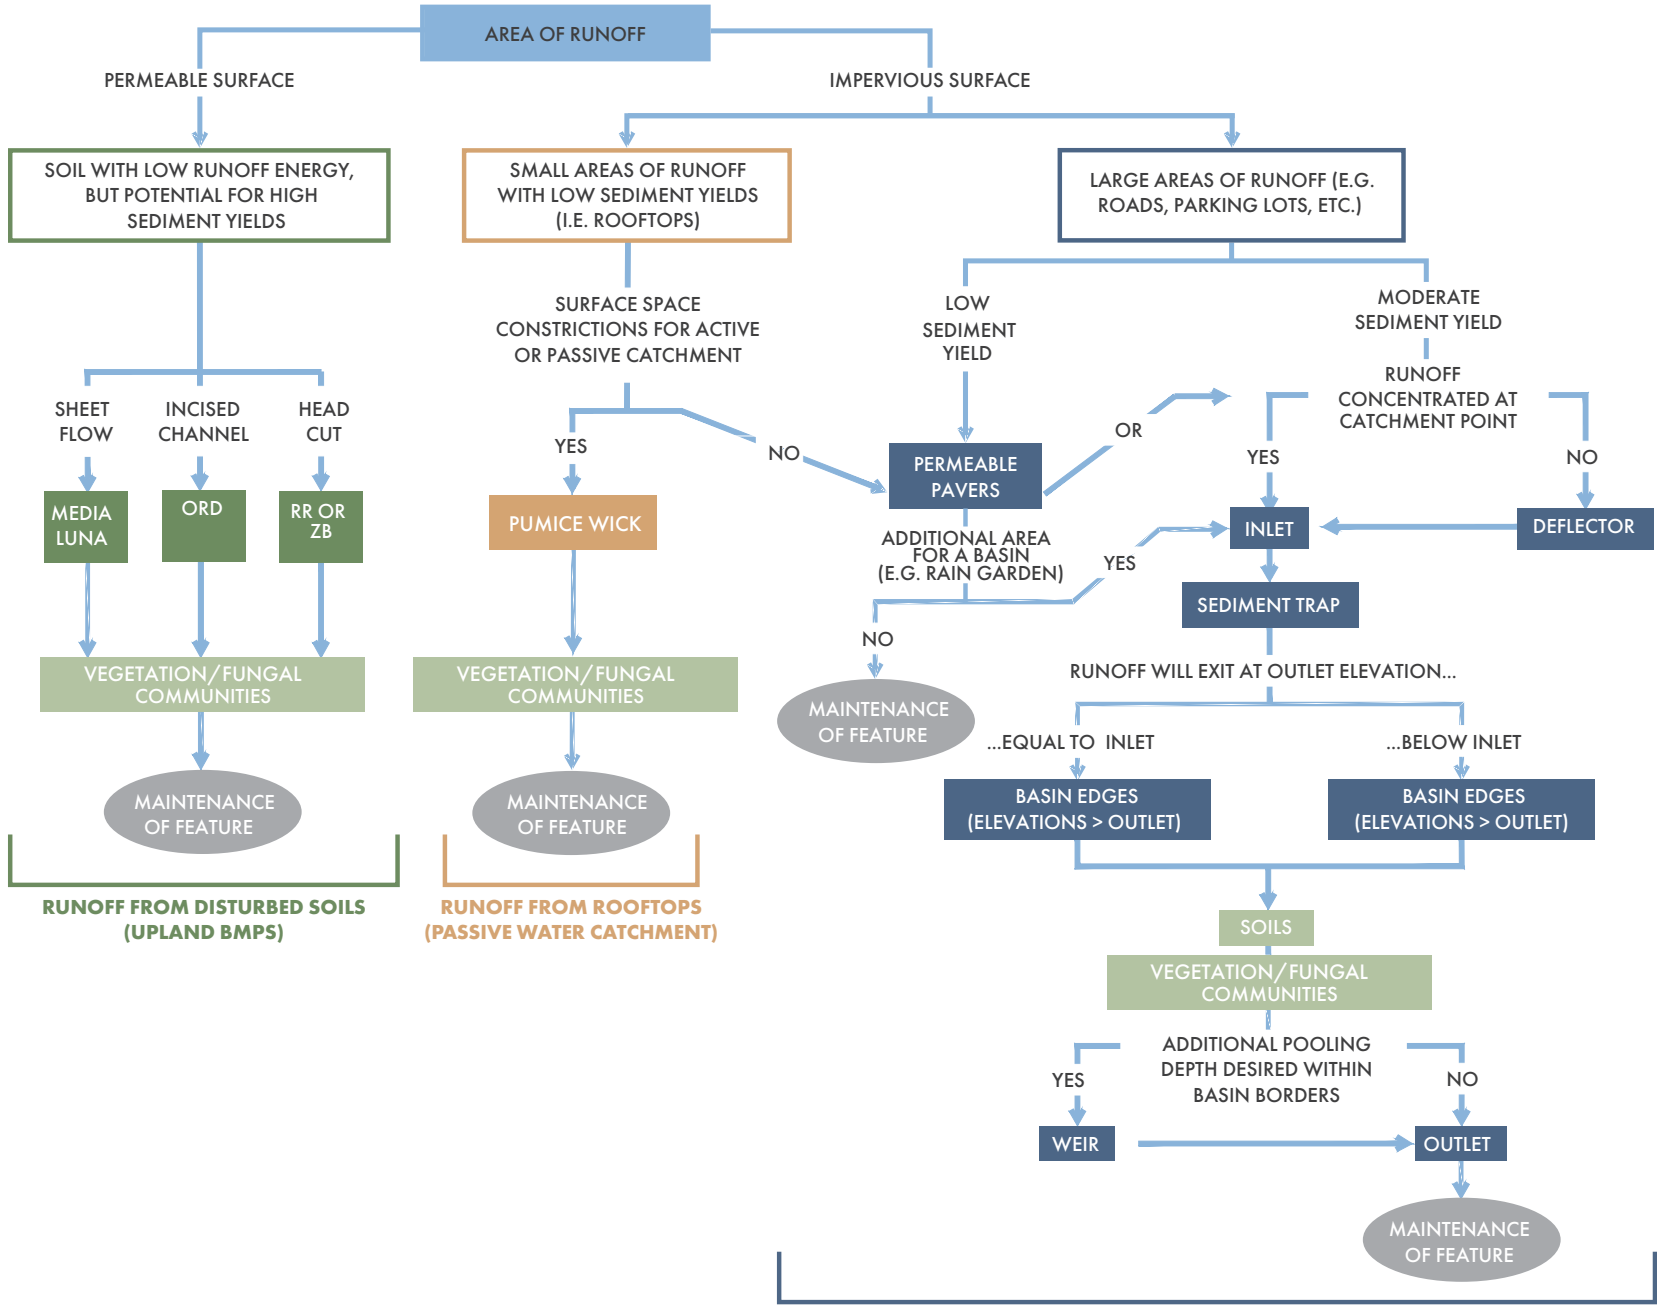 AREA OF RUNOFF
PERMEABLE SURFACE
IMPERVIOUS SURFACE
SOIL WITH LOW RUNOFF ENERGY,
BUT POTENTIAL FOR HIGH
SEDIMENT YIELDS
SMALL AREAS OF RUNOFF
WITH LOW SEDIMENT YIELDS
(I.E. ROOFTOPS)
LARGE AREAS OF RUNOFF (E.G.
ROADS, PARKING LOTS, ETC.)
SHEET
FLOW
INCISED
CHANNEL
HEAD
CUT
MEDIA
LUNA
ORD
RR OR
ZB
VEGETATION/FUNGAL
COMMUNITIES
MAINTENANCE
OF FEATURE
RUNOFF FROM DISTURBED SOILS
(UPLAND BMPS)
SURFACE SPACE
CONSTRICTIONS FOR ACTIVE
OR PASSIVE CATCHMENT
YES
NO
PUMICE WICK
VEGETATION/FUNGAL
COMMUNITIES
MAINTENANCE
OF FEATURE
RUNOFF FROM ROOFTOPS
(PASSIVE WATER CATCHMENT)
LOW
SEDIMENT
YIELD
MODERATE
SEDIMENT YIELD
RUNOFF
CONCENTRATED AT
CATCHMENT POINT
OR
YES
NO
PERMEABLE
PAVERS
INLET
DEFLECTOR
ADDITIONAL AREA
FOR A BASIN
(E.G. RAIN GARDEN)
YES
NO
MAINTENANCE
OF FEATURE
SEDIMENT TRAP
RUNOFF WILL EXIT AT OUTLET ELEVATION...
...EQUAL TO INLET
...BELOW INLET
BASIN EDGES
(ELEVATIONS > OUTLET)
BASIN EDGES
(ELEVATIONS > OUTLET)
SOILS
VEGETATION/FUNGAL
COMMUNITIES
ADDITIONAL POOLING
DEPTH DESIRED WITHIN
BASIN BORDERS
YES
NO
WEIR
OUTLET
MAINTENANCE
OF FEATURE